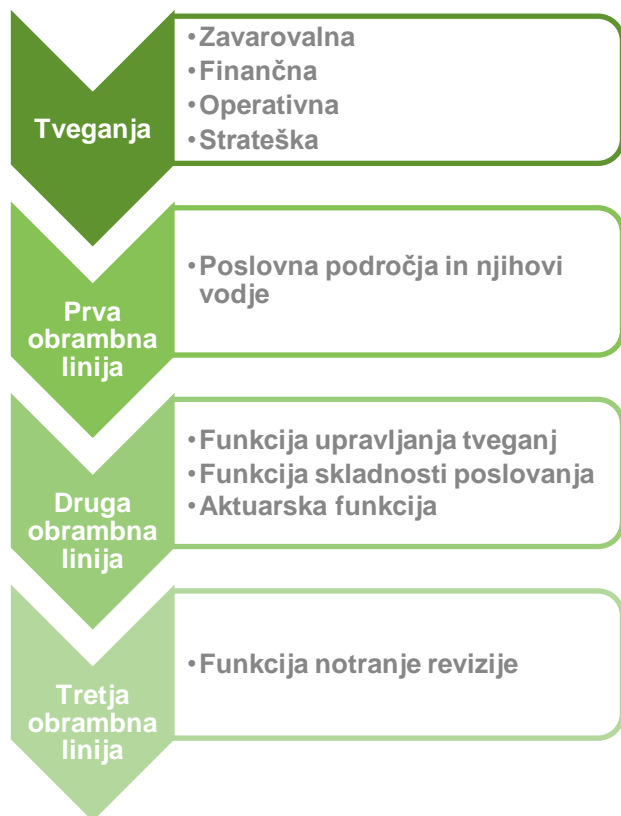 Tveganja
•Zavarovalna
•Finančna
•Operativna
•Strateška
Prva
obrambna
linija
•Poslovna področja in njihovi
vodje
Druga
obrambna
linija
•Funkcija upravljanja tveganj
•Funkcija skladnosti poslovanja
•Aktuarska funkcija
Tretja
obrambna
linija
•Funkcija notranje revizije